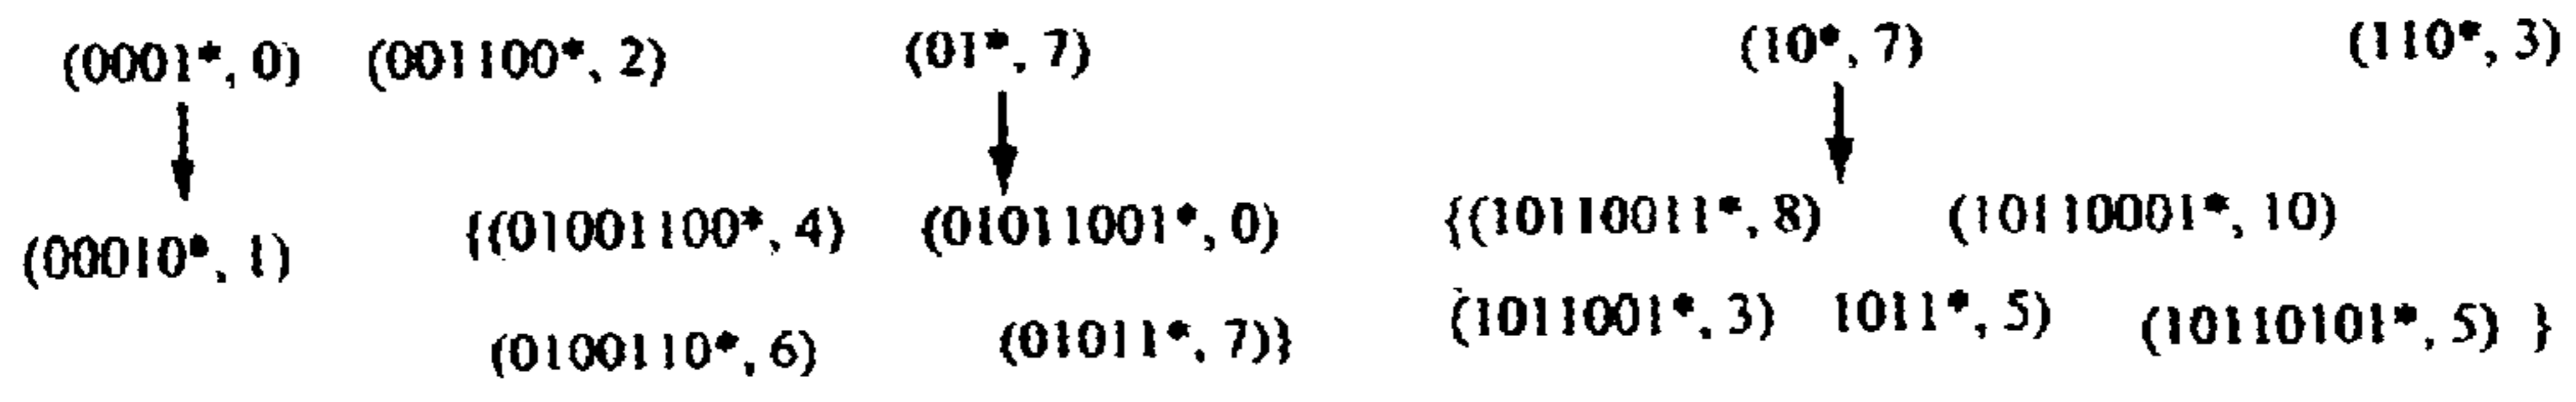 (0001*, 0) (001100*, 2) (01*, 7) (10*, 7) (110*, 3)
(00010*, 1) {(01001100*, 4) (01011001*, 0) {(10110011*, 8) (10110001*, 10)
(0100110*, 6) (01011*, 7)} (1011001*, 3) 1011*, 5) (10110101*, 5) }